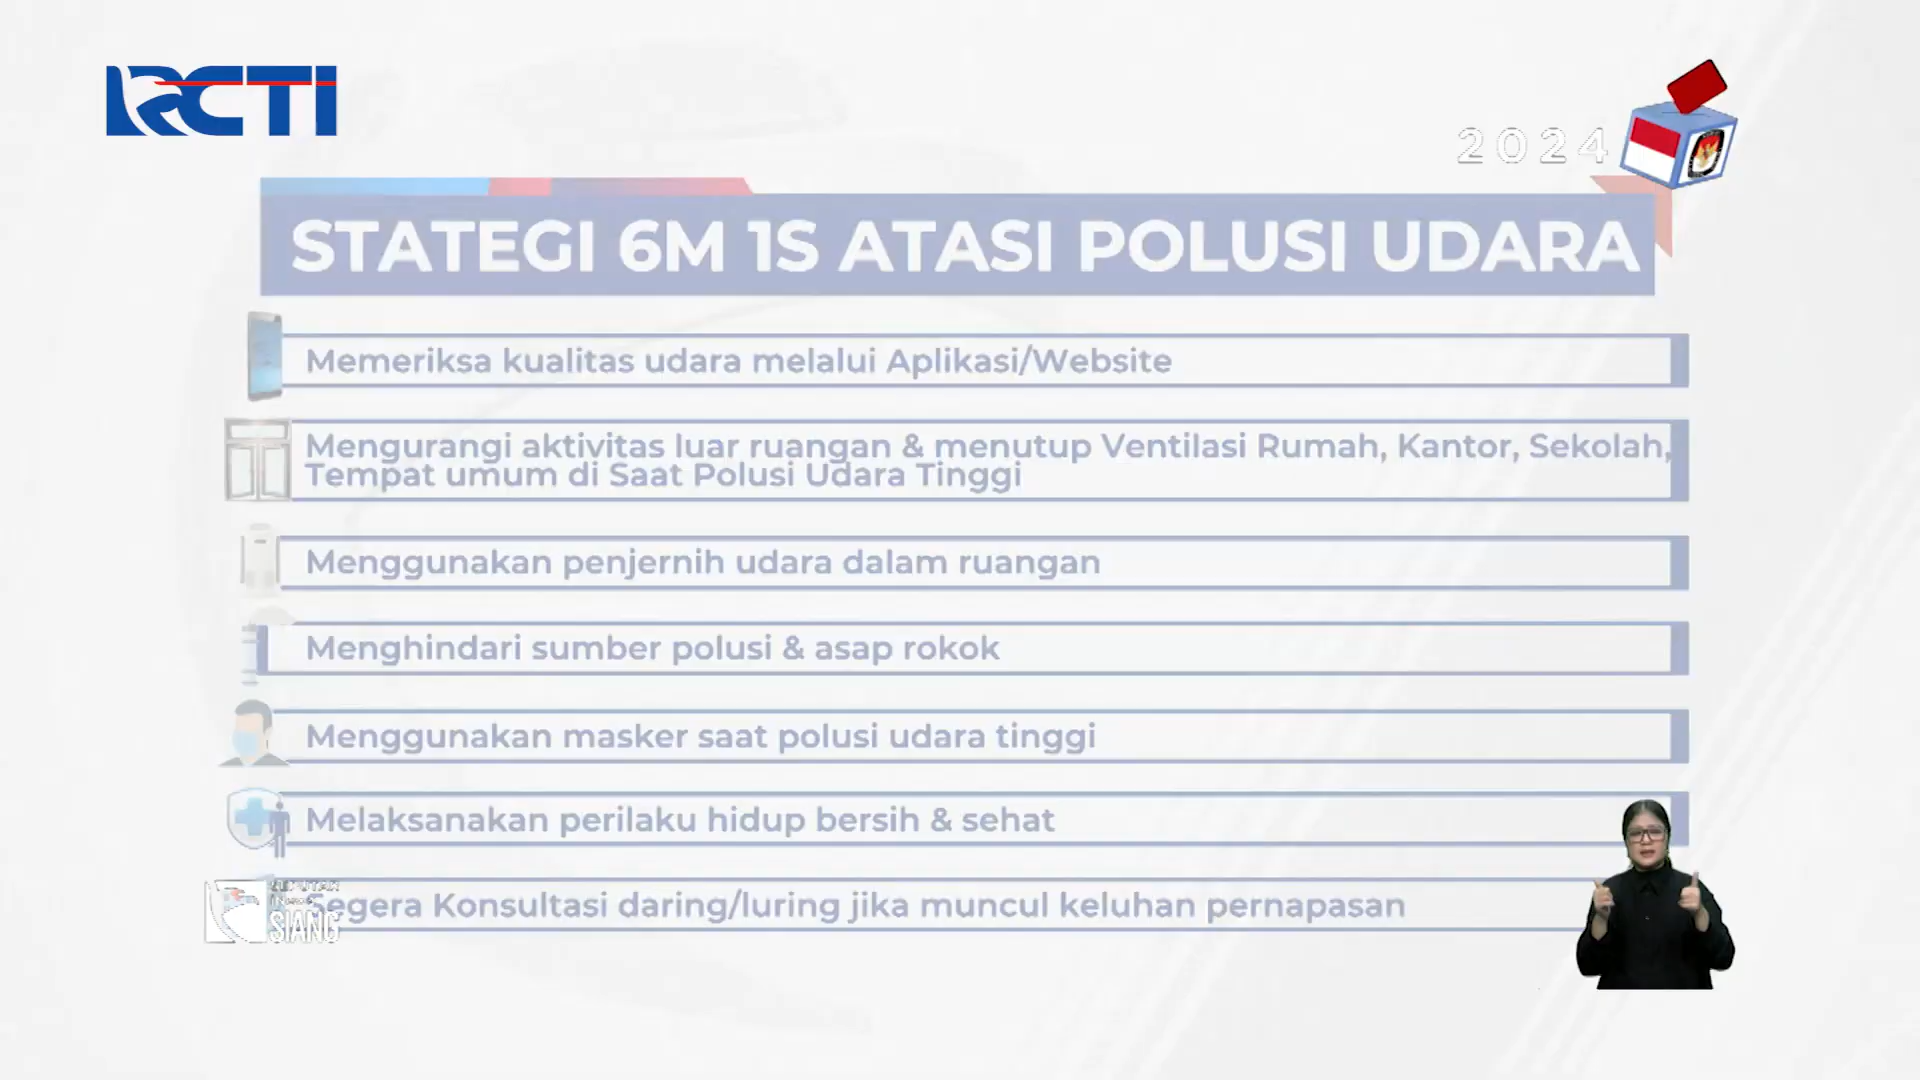 RCTI
2024
STATEGI 6M 1S ATASI POLUSI UDARA
Memeriksa kualitas udara melalui Aplikasi/Website
Mengurangi aktivitas luar ruangan & menutup Ventilasi Rumah, Kantor, Sekolah,
Tempat umum di Saat Polusi Udara Tinggi
Menggunakan penjernih udara dalam ruangan
Menghindari sumber polusi & asap rokok
Menggunakan masker saat polusi udara tinggi
Melaksanakan perilaku hidup bersih & sehat
Segera Konsultasi daring/luring jika muncul keluhan pernapasan
SIANG